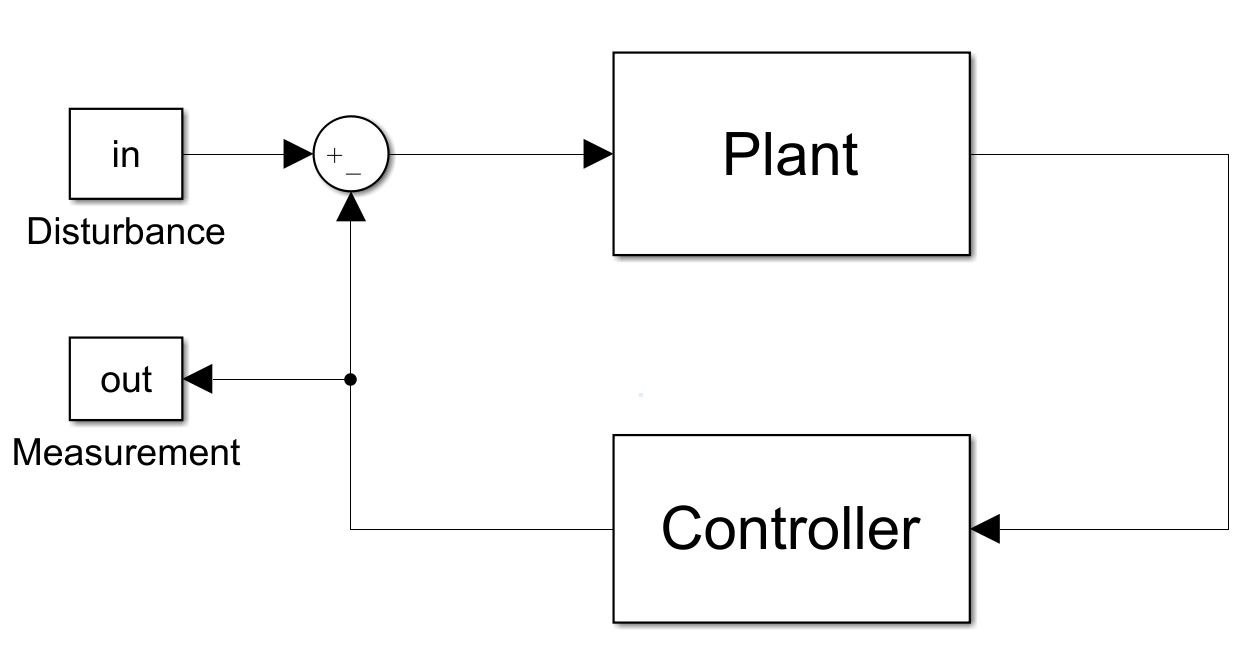 in
+
−
Plant
Disturbance
out
Measurement
Controller